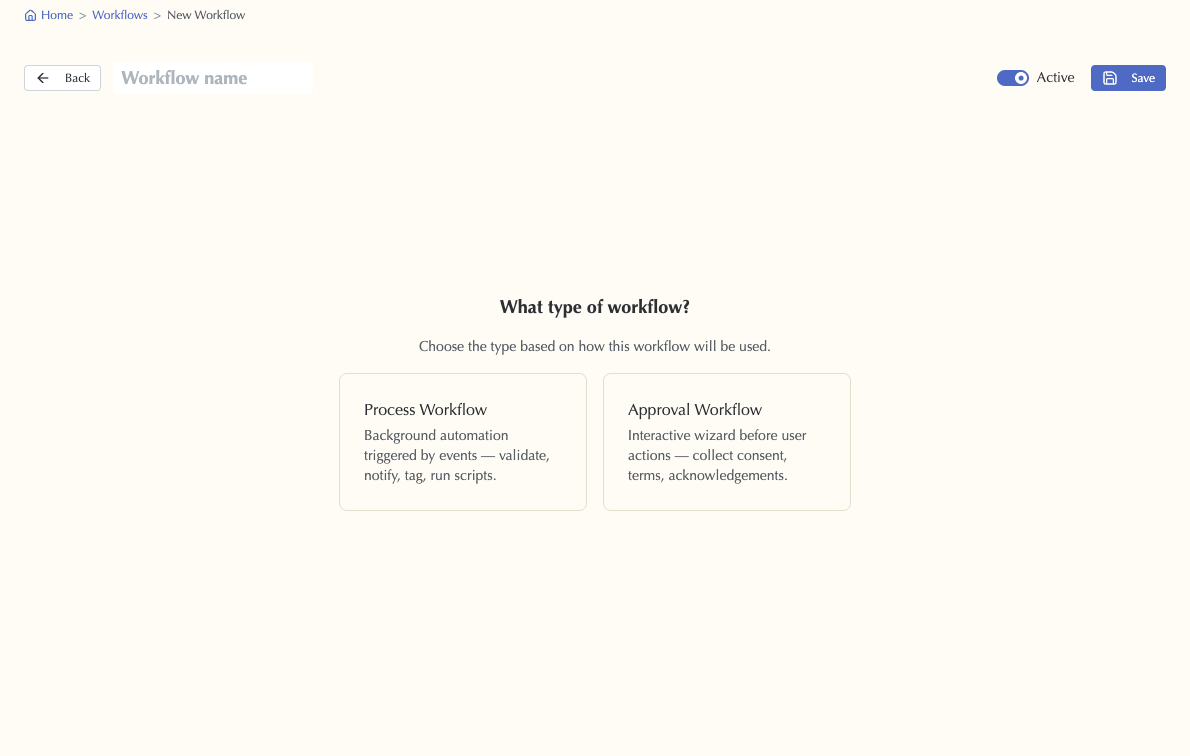 Home > Workflows > New Workflow
Back
Workflow name
Active
Save
What type of workflow?
Choose the type based on how this workflow will be used.
Process Workflow
Background automation
triggered by events — validate,
notify, tag, run scripts.
Approval Workflow
Interactive wizard before user
actions — collect consent,
terms, acknowledgements.